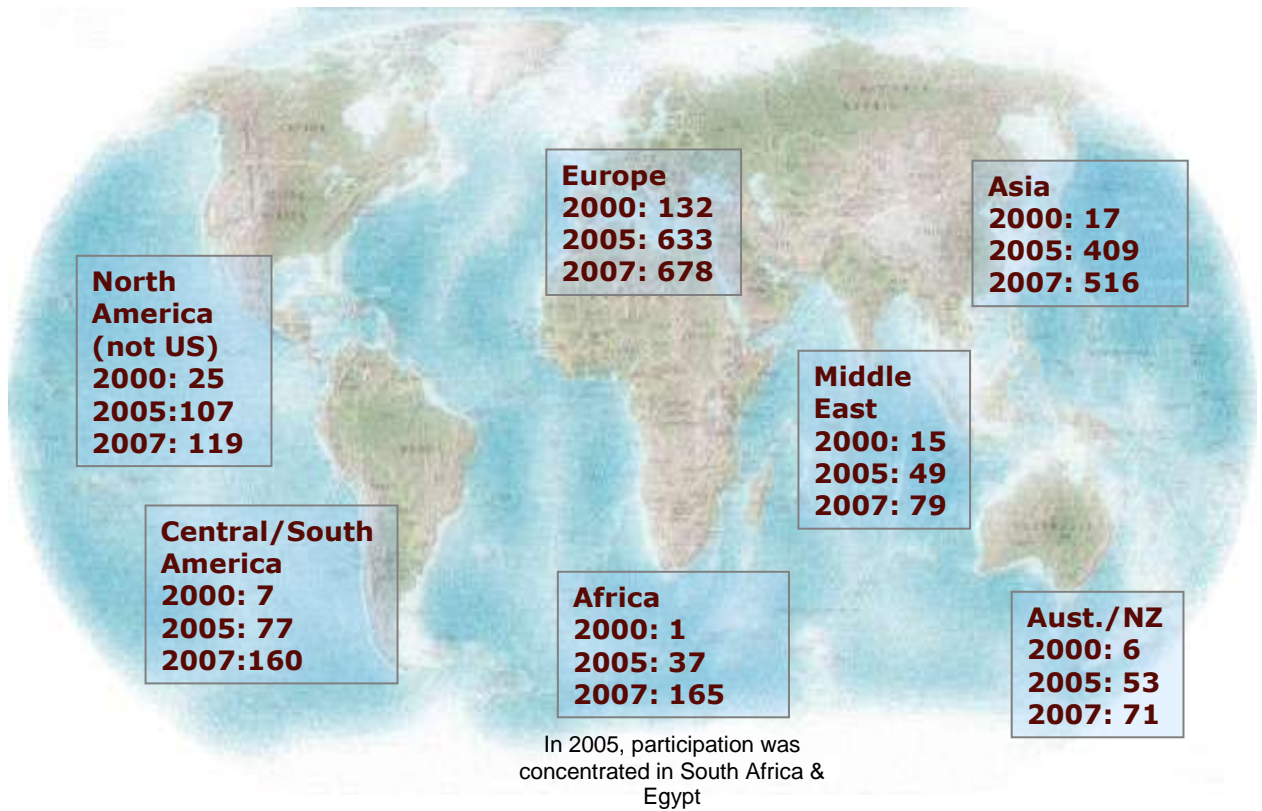 Europe
2000: 132
2005: 633
2007: 678
Asia
2000: 17
2005: 409
2007: 516
North
America
(not US)
2000: 25
2005:107
2007: 119
Middle
East
2000: 15
2005: 49
2007: 79
Central/South
America
2000: 7
2005: 77
2007:160
Africa
2000: 1
2005: 37
2007: 165
Aust./NZ
2000: 6
2005: 53
2007: 71
In 2005, participation was
concentrated in South Africa &
Egypt